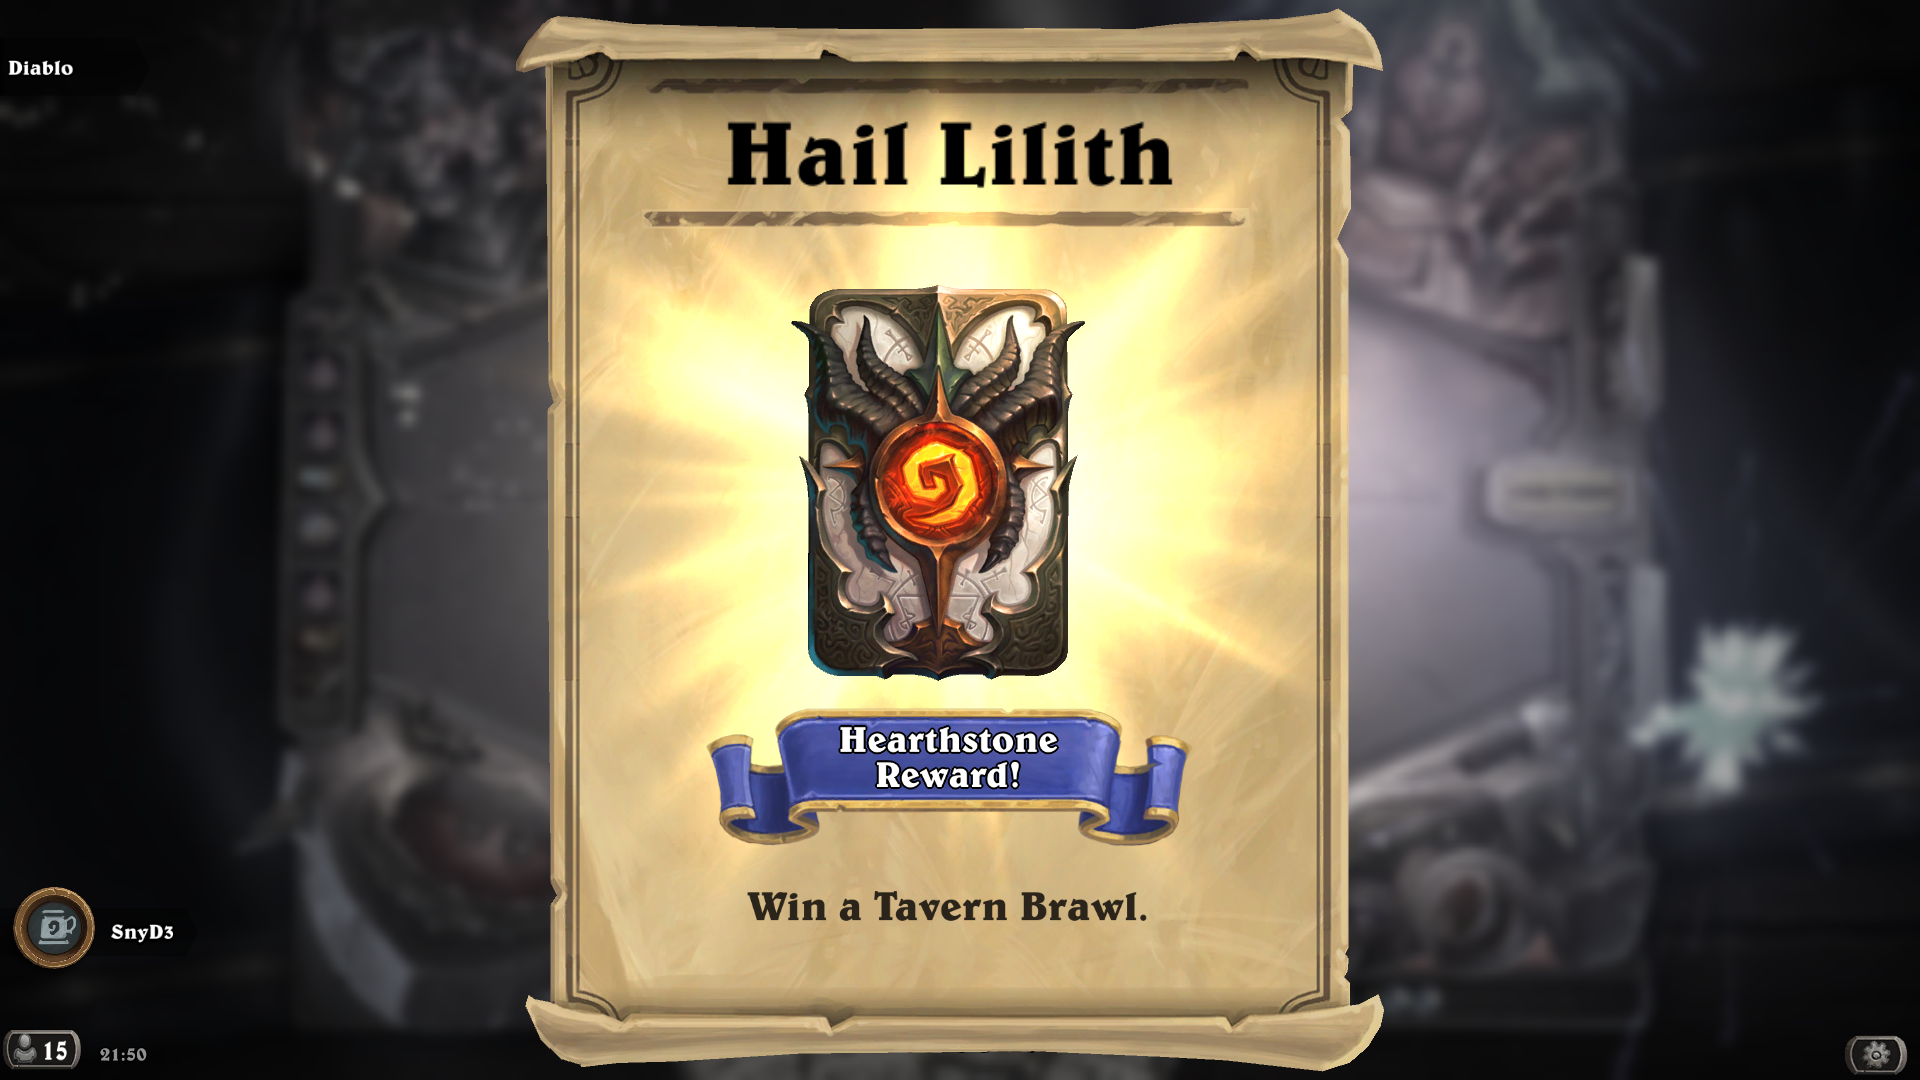 Diablo
Hail Lilith
Hearthstone
Reward!
Win a Tavern Brawl.
SnyD3
15
21:50